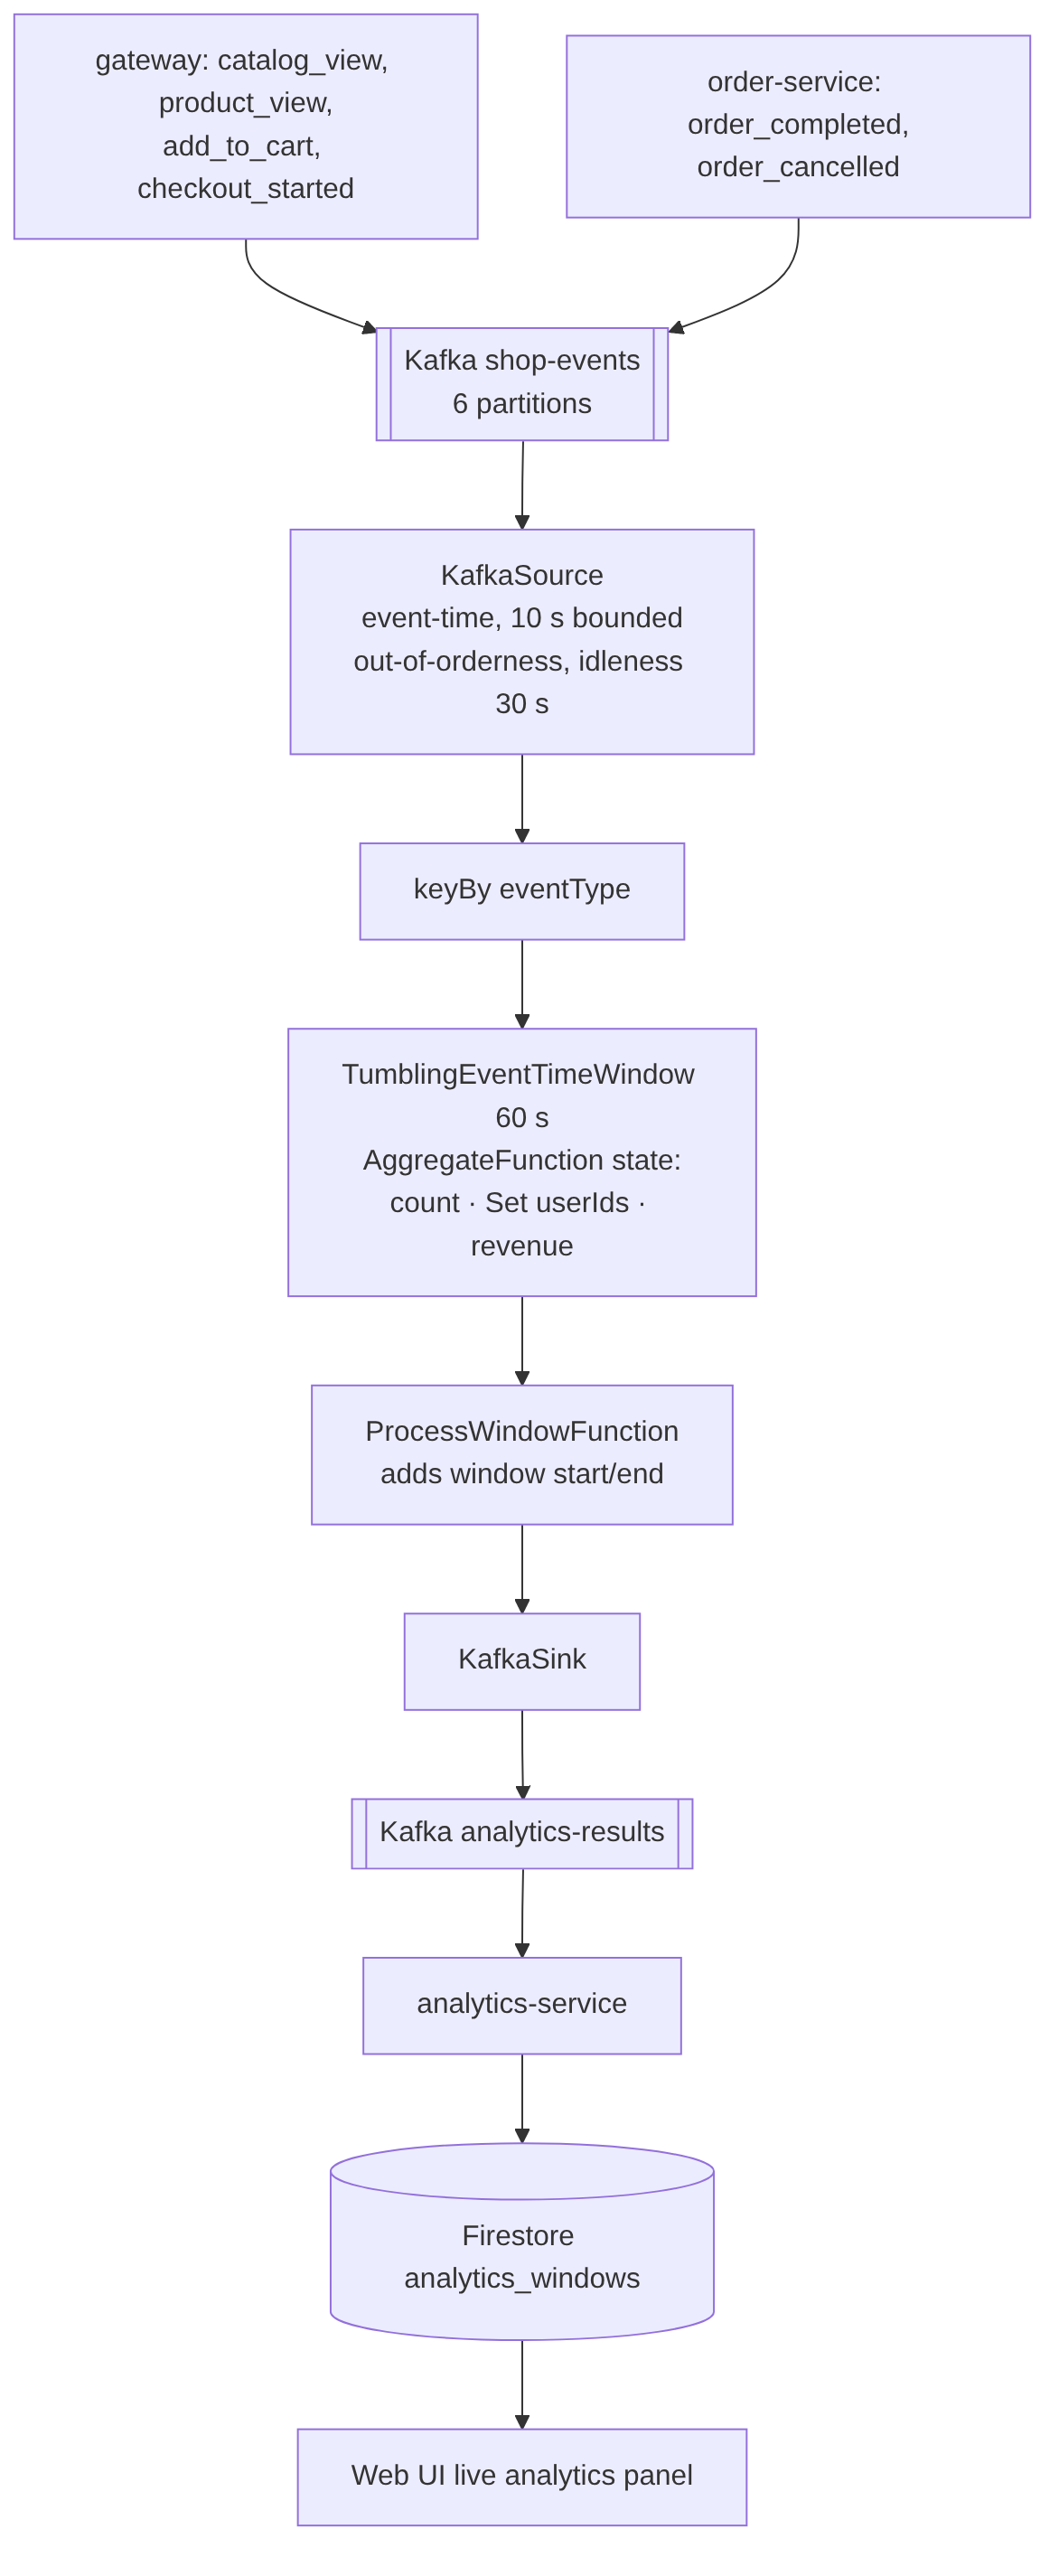 gateway: catalog_view,
product_view,
add_to_cart,
checkout_started
order-service:
order_completed,
order_cancelled
Kafka shop-events
6 partitions
KafkaSource
event-time, 10 s bounded
out-of-orderness, idleness
30 s
keyBy eventType
TumblingEventTimeWindow
60 s
AggregateFunction state:
count · Set userIds ·
revenue
ProcessWindowFunction
adds window start/end
KafkaSink
Kafka analytics-results
analytics-service
Firestore
analytics_windows
Web UI live analytics panel